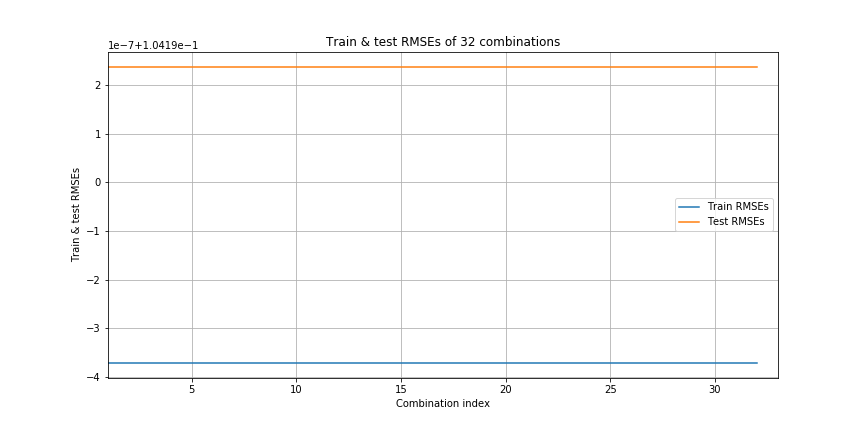 Train & test RMSEs of 32 combinations
1e−7+1.0419e−1
2
1
0
−1
−2
−3
−4
Train & test RMSEs
Train RMSEs
Test RMSEs
5
10
15
20
25
30
Combination index